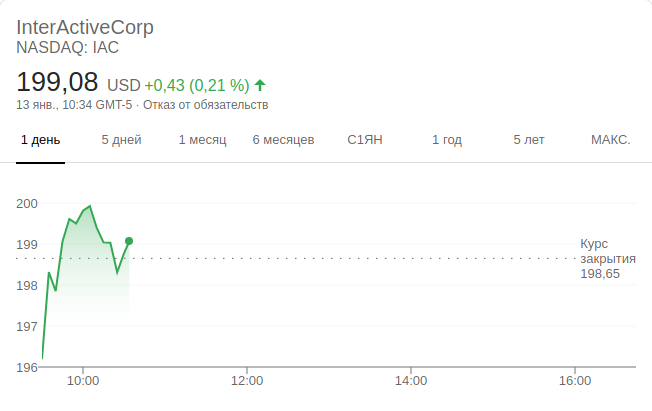 InterActiveCorp
NASDAQ: IAC
199,08 USD +0,43 (0,21 %)
13 янв., 10:34 GMT-5 · Отказ от обязательств
1 день 5 дней 1 месяц 6 месяцев С1ЯН 1 год 5 лет МАКС.
200
199
198
197
196
Курс
закрытия
198,65
10:00 12:00 14:00 16:00